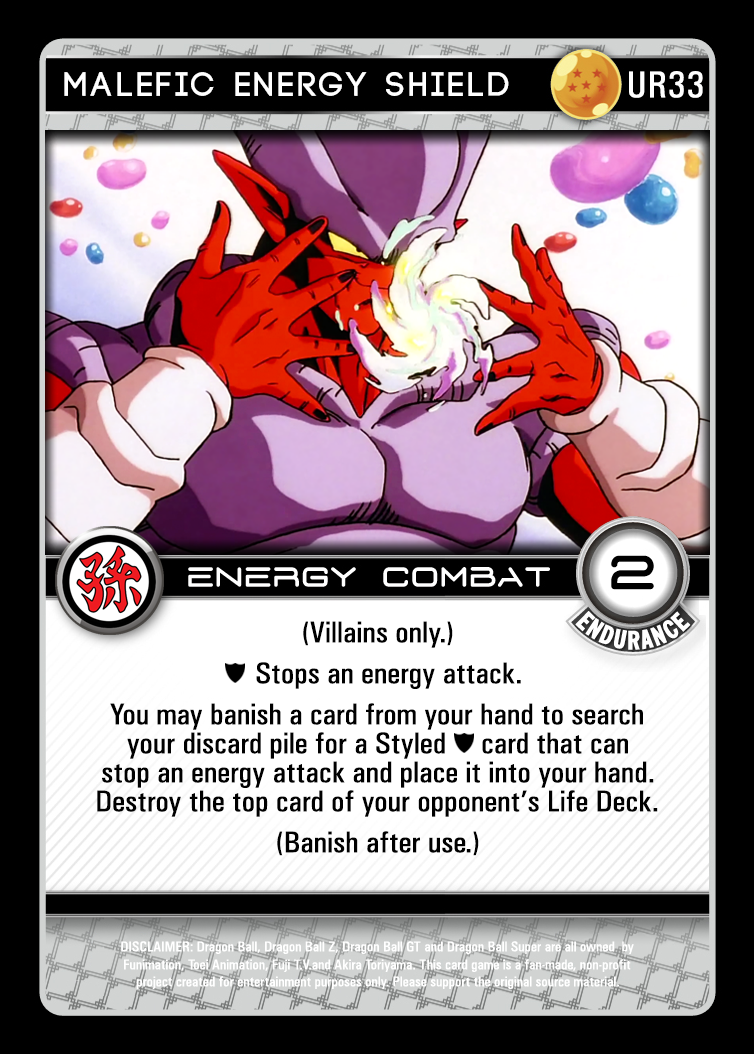 MALEFIC ENERGY SHIELD
UR33
孫
ENERGY COMBAT
2
ENDURANCE
(Villains only.)
Stops an energy attack.
You may banish a card from your hand to search
your discard pile for a Styled card that can
stop an energy attack and place it into your hand.
Destroy the top card of your opponent's Life Deck.
(Banish after use.)
DISCLAIMER: Dragon Ball, Dragon Ball Z, Dragon Ball GT and Dragon Ball Super are all owned by
Funimation, Toei Animation, Fuji T.V.and Akira Toriyama. This card game is a fan-made, non-profit
project created for entertainment purposes only. Please support the original source material.